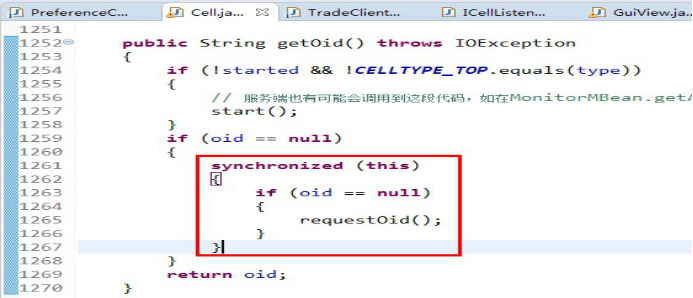 PreferenceC...
Cell.ja...
TradeClient...
ICellListen...
GuiView.ja...
1251
1252 public String getOid() throws IOException
1253 {
1254 if (!started && !CELLTYPE_TOP.equals(type))
1255 {
1256 // 服务端也有可能会调用到这段代码，如在MonitorMBean.getA
1257 start();
1258 }
1259 if (oid == null)
1260 {
1261 synchronized (this)
1262 {
1263 if (oid == null)
1264 {
1265 requestOid();
1266 }
1267 }
1268 }
1269 return oid;
1270 }